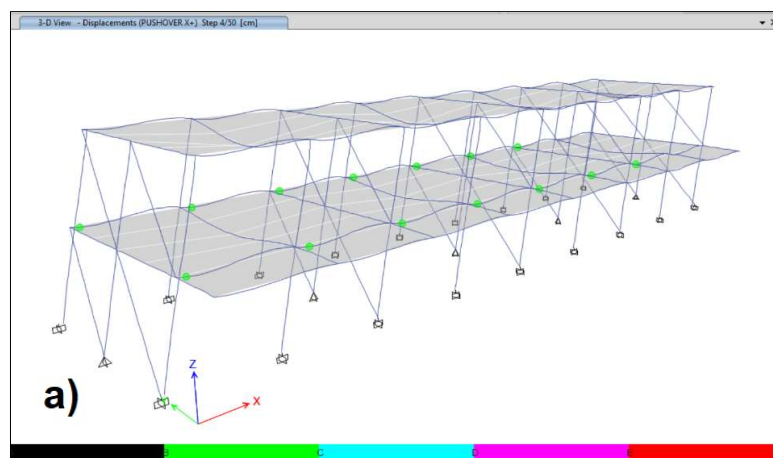 3-D View - Displacements (PUSHOVER X+) Step 4/50 [cm]
Z
X
a)
B C D E